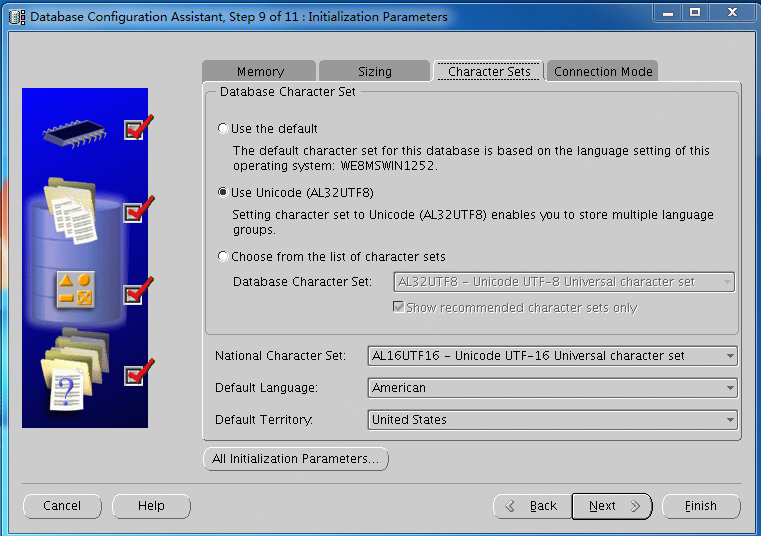 Database Configuration Assistant, Step 9 of 11 : Initialization Parameters
Memory
Sizing
Character Sets
Connection Mode
Database Character Set
Use the default
The default character set for this database is based on the language setting of this
operating system: WE8MSWIN1252.
Use Unicode (AL32UTF8)
Setting character set to Unicode (AL32UTF8) enables you to store multiple language
groups.
Choose from the list of character sets
Database Character Set:
AL32UTF8 - Unicode UTF-8 Universal character set
Show recommended character sets only
National Character Set:
AL16UTF16 - Unicode UTF-16 Universal character set
Default Language:
American
Default Territory:
United States
All Initialization Parameters...
Cancel
Help
Back
Next
Finish